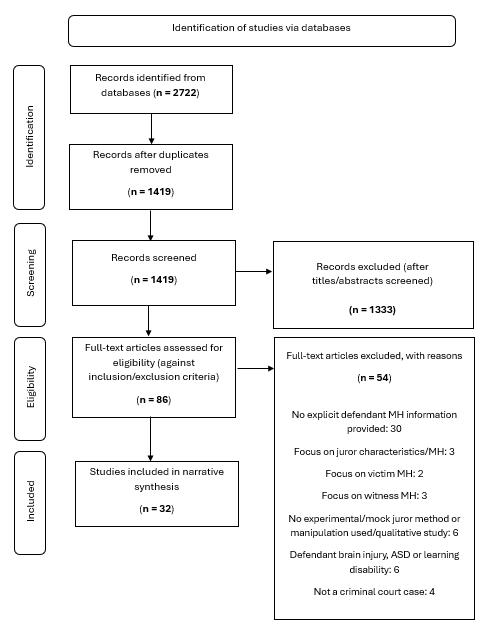 Identification of studies via databases
Identification
Records identified from
databases (n = 2722)
Records after duplicates
removed
(n = 1419)
Screening
Records screened
(n = 1419)
Records excluded (after
titles/abstracts screened)
(n = 1333)
Eligibility
Full-text articles assessed for
eligibility (against
inclusion/exclusion criteria)
(n = 86)
Full-text articles excluded, with reasons
(n = 54)
No explicit defendant MH information
provided: 30
Focus on juror characteristics/MH: 3
Focus on victim MH: 2
Focus on witness MH: 3
No experimental/mock juror method or
manipulation used/qualitative study: 6
Defendant brain injury, ASD or learning
disability: 6
Not a criminal court case: 4
Included
Studies included in narrative
synthesis
(n = 32)